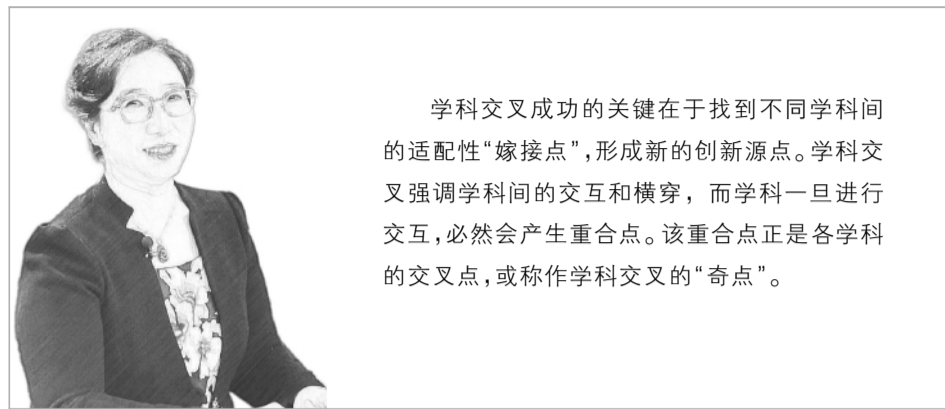 学科交叉成功的关键在于找到不同学科间
的适配性“嫁接点”,形成新的创新源点。学科交
叉强调学科间的交互和横穿，而学科一旦进行
交互,必然会产生重合点。该重合点正是各学科
的交叉点,或称作学科交叉的“奇点”。